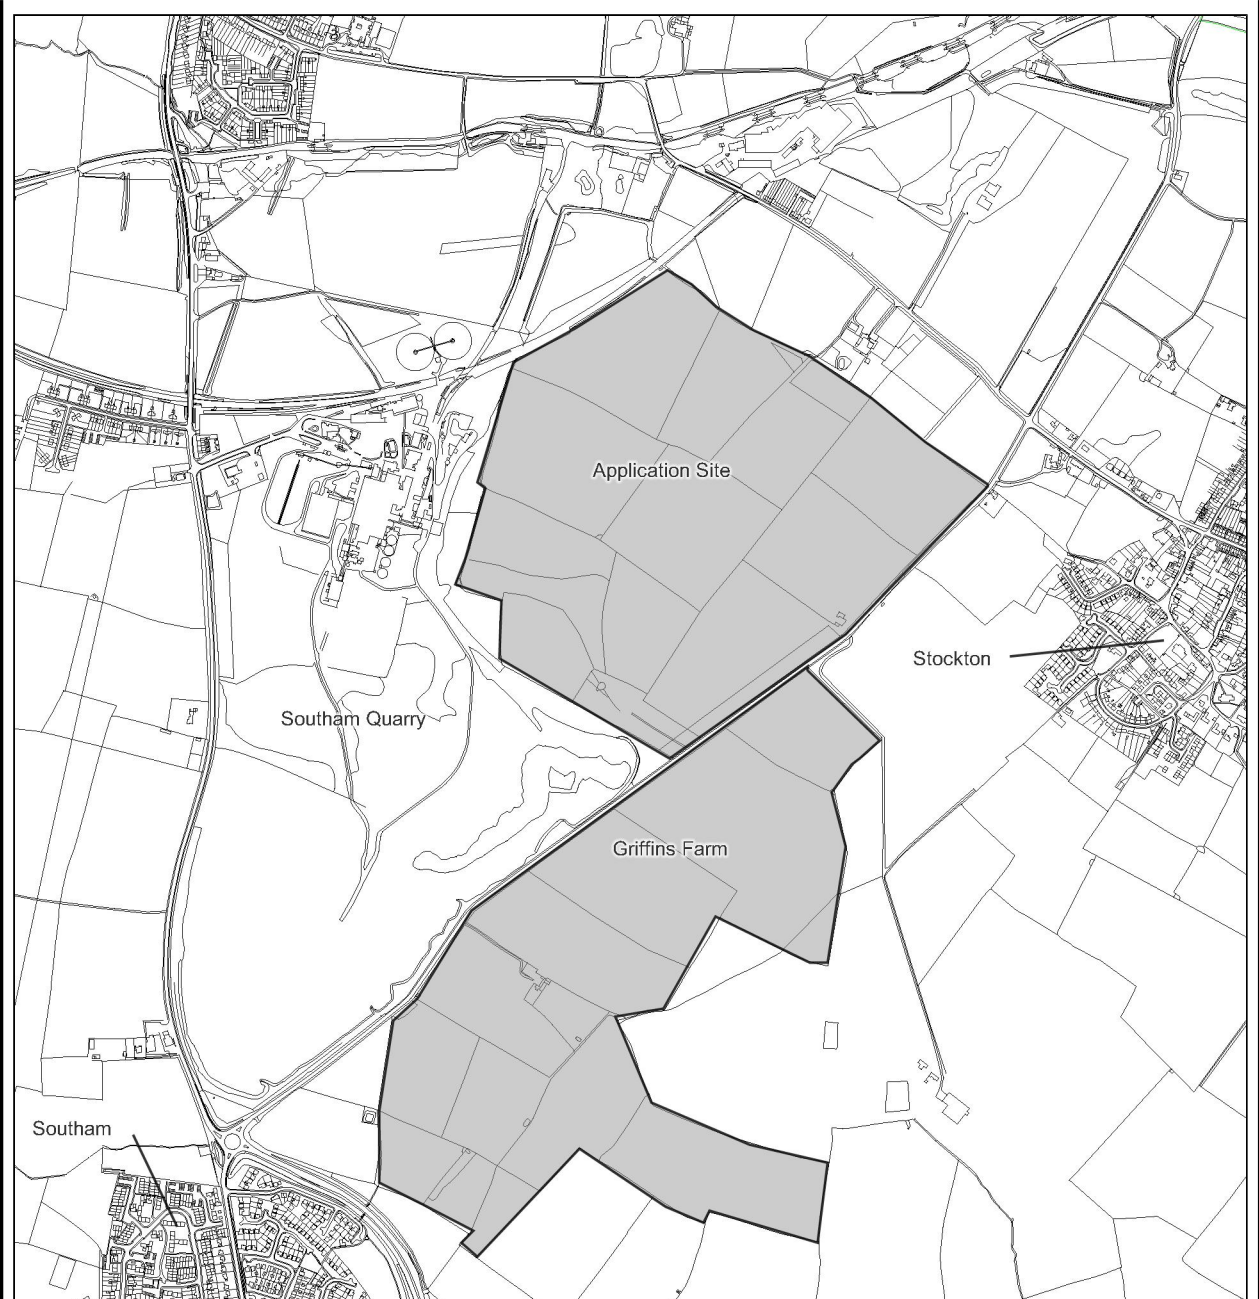 Application Site
Stockton
Southam Quarry
Griffins Farm
Southam